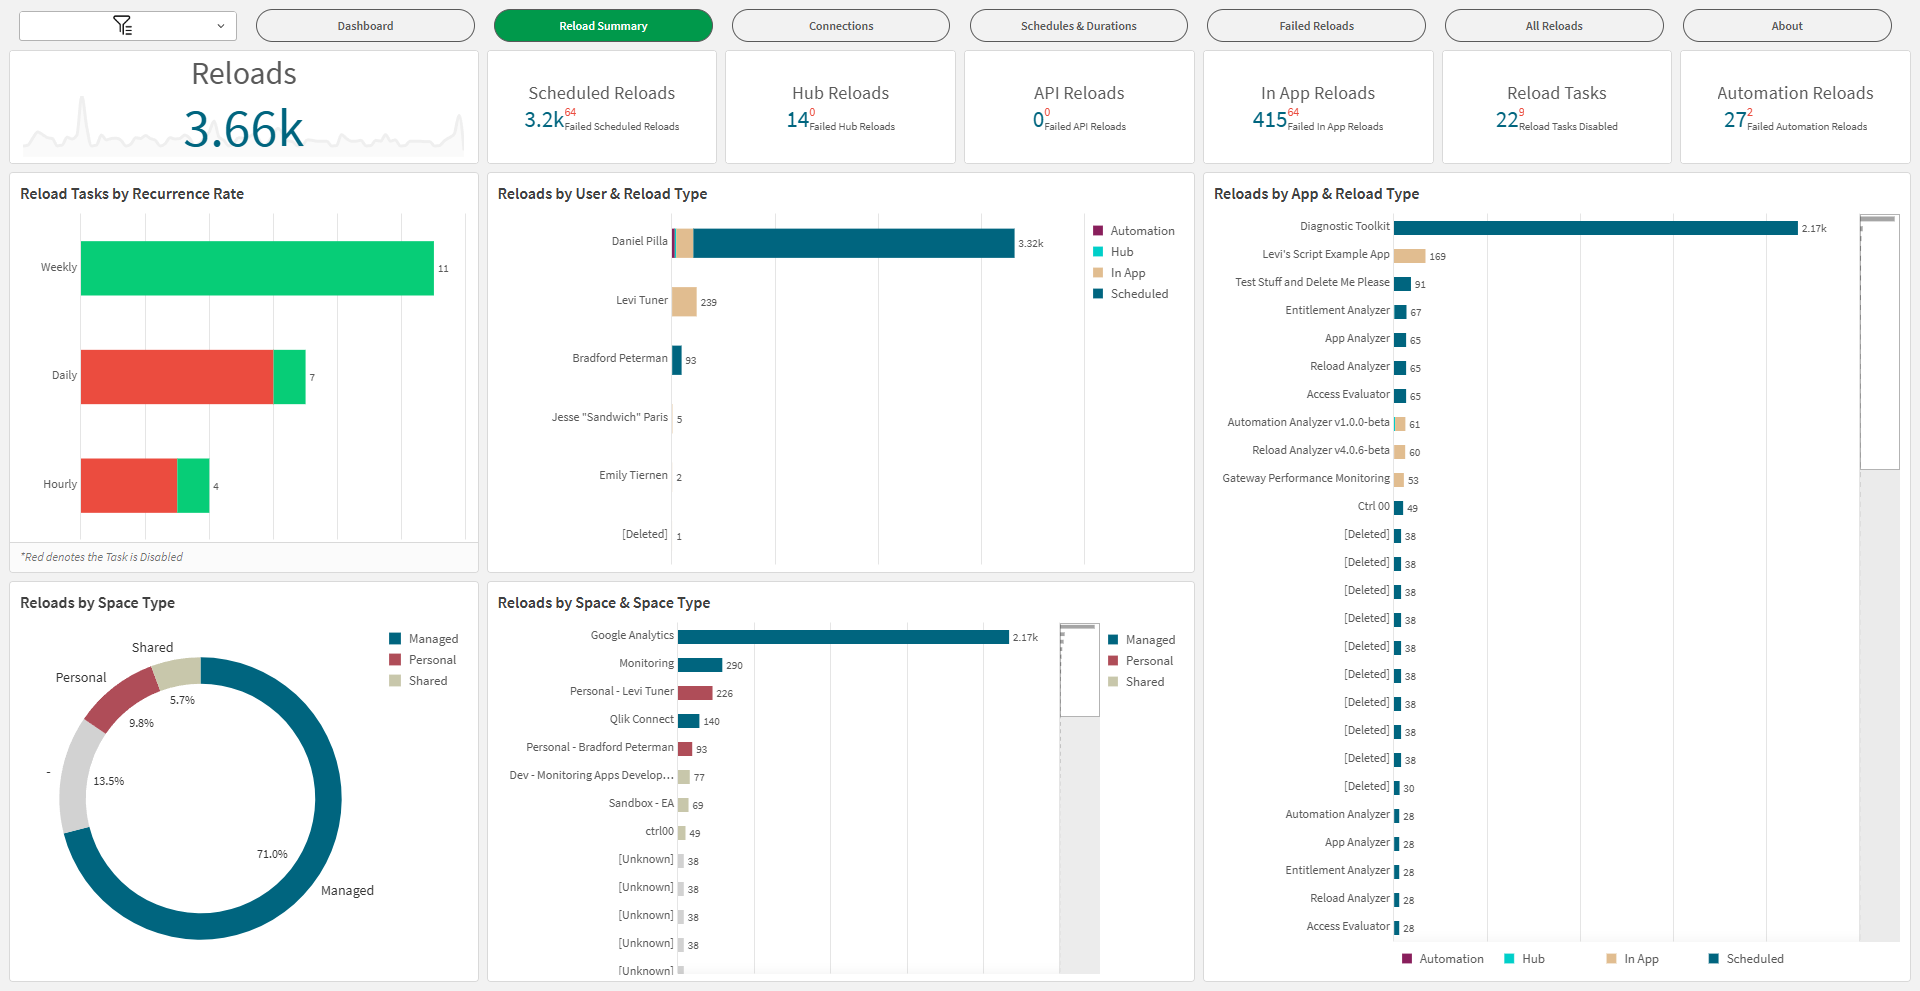 Dashboard
Reload Summary
Connections
Schedules & Durations
Failed Reloads
All Reloads
About
Reloads
3.66k
Scheduled Reloads
3.2k 64 Failed Scheduled Reloads
Hub Reloads
14 0 Failed Hub Reloads
API Reloads
0 0 Failed API Reloads
In App Reloads
415 64 Failed In App Reloads
Reload Tasks
22 9 Reload Tasks Disabled
Automation Reloads
27 2 Failed Automation Reloads
Reload Tasks by Recurrence Rate
Weekly 11
Daily 7
Hourly 4
*Red denotes the Task is Disabled
Reloads by User & Reload Type
Daniel Pilla 3.32k
Levi Tuner 239
Bradford Peterman 93
Jesse "Sandwich" Paris 5
Emily Tiernen 2
[Deleted] 1
Automation
Hub
In App
Scheduled
Reloads by App & Reload Type
Diagnostic Toolkit 2.17k
Levi's Script Example App 169
Test Stuff and Delete Me Please 91
Entitlement Analyzer 67
App Analyzer 65
Reload Analyzer 65
Access Evaluator 65
Automation Analyzer v1.0.0-beta 61
Reload Analyzer v4.0.6-beta 60
Gateway Performance Monitoring 53
Ctrl 00 49
[Deleted] 38
[Deleted] 38
[Deleted] 38
[Deleted] 38
[Deleted] 38
[Deleted] 38
[Deleted] 38
[Deleted] 38
[Deleted] 38
[Deleted] 30
Automation Analyzer 28
App Analyzer 28
Entitlement Analyzer 28
Reload Analyzer 28
Access Evaluator 28
Automation
Hub
In App
Scheduled
Reloads by Space Type
Shared
Personal
-
Managed
5.7%
9.8%
13.5%
71.0%
Managed
Personal
Shared
Reloads by Space & Space Type
Google Analytics 2.17k
Monitoring 290
Personal - Levi Tuner 226
Qlik Connect 140
Personal - Bradford Peterman 93
Dev - Monitoring Apps Develop... 77
Sandbox - EA 69
ctrl00 49
[Unknown] 38
[Unknown] 38
[Unknown] 38
[Unknown] 38
[Unknown]
Managed
Personal
Shared